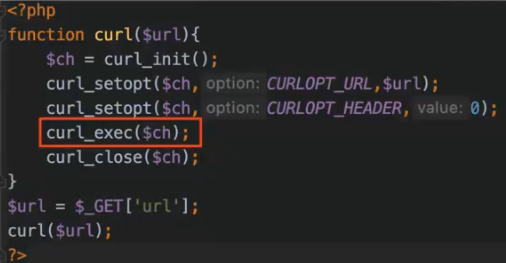 <?php
function curl($url){
    $ch = curl_init();
    curl_setopt($ch, option: CURLOPT_URL,$url);
    curl_setopt($ch, option: CURLOPT_HEADER, value: 0);
    curl_exec($ch);
    curl_close($ch);
}
$url = $_GET['url'];
curl($url);
?>